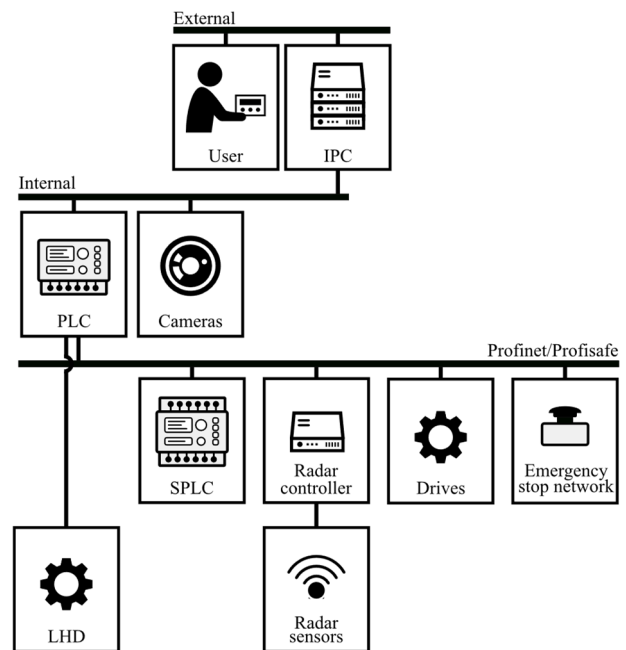 External
User
IPC
Internal
PLC
Cameras
Profinet/Profisafe
SPLC
Radar
controller
Drives
Emergency
stop network
LHD
Radar
sensors